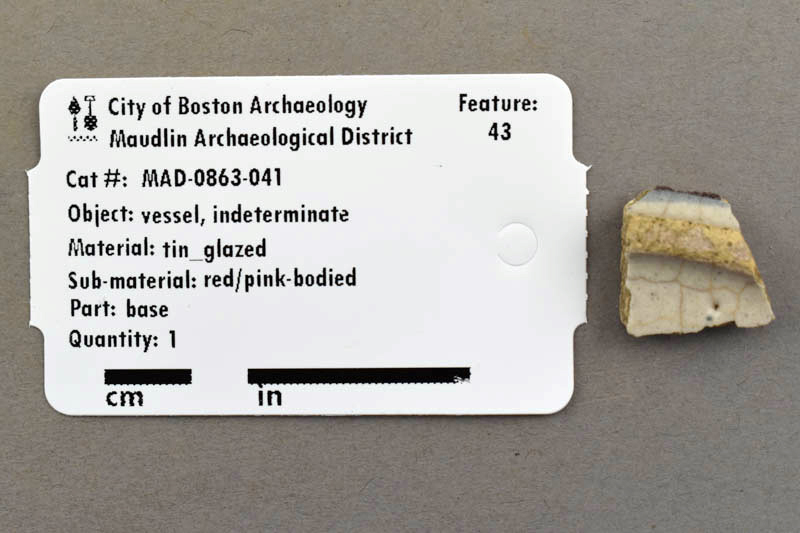 City of Boston Archaeology
Maudlin Archaeological District
Feature:
43
Cat #: MAD-0863-041
Object: vessel, indeterminate
Material: tin_glazed
Sub-material: red/pink-bodied
Part: base
Quantity: 1
cm
in